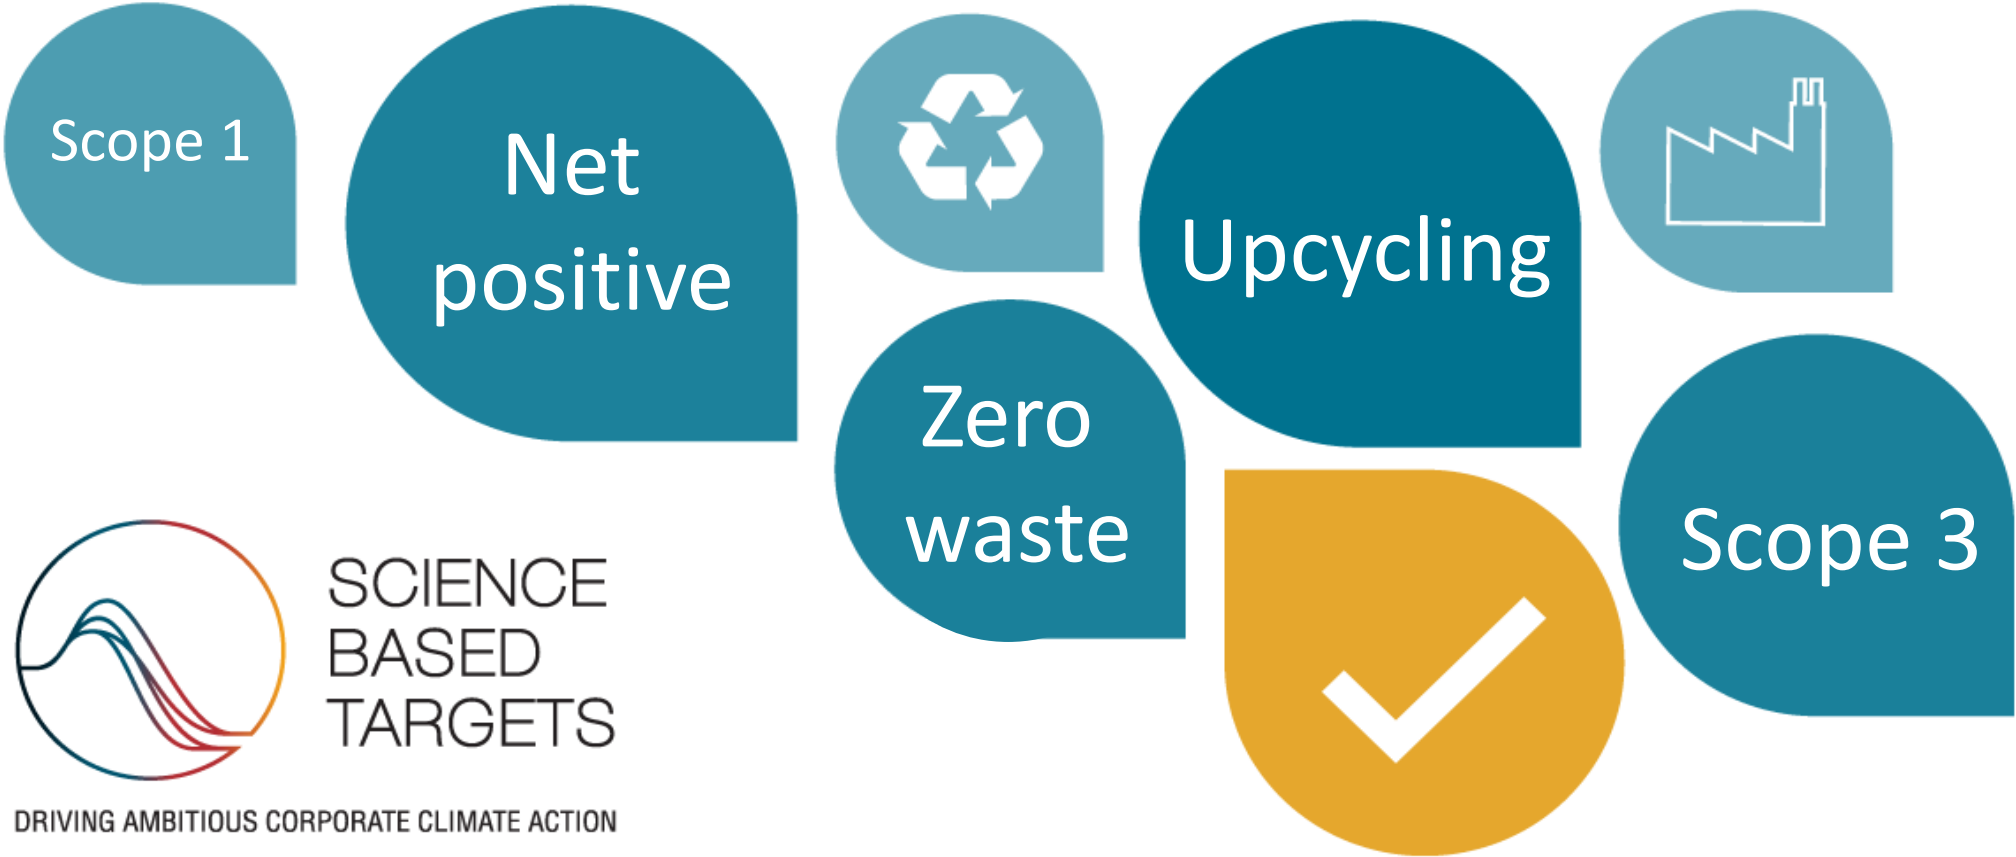 Scope 1
Net
positive
Upcycling
Zero
waste
Scope 3
SCIENCE
BASED
TARGETS
DRIVING AMBITIOUS CORPORATE CLIMATE ACTION